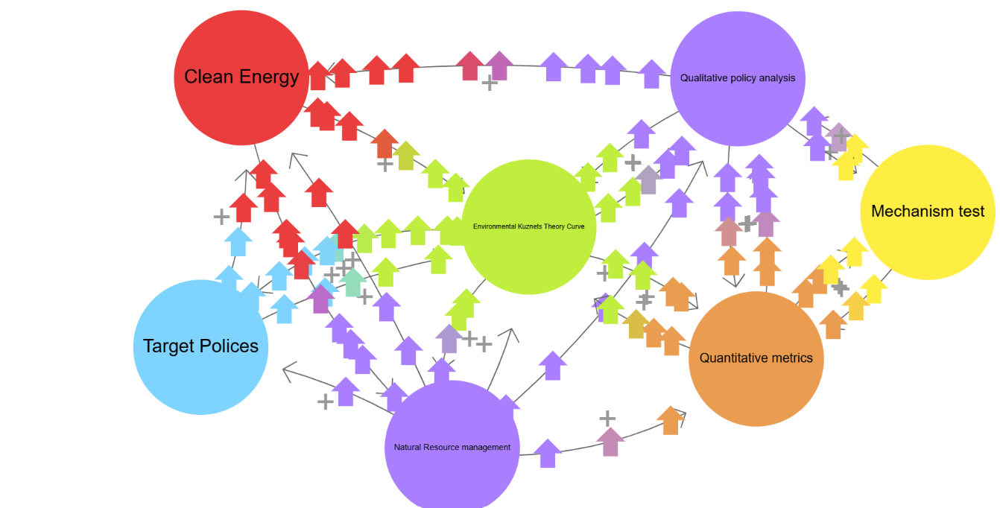 Clean Energy
Qualitative policy analysis
Mechanism test
Environmental Kuznets Theory Curve
Target Polices
Quantitative metrics
Natural Resource management